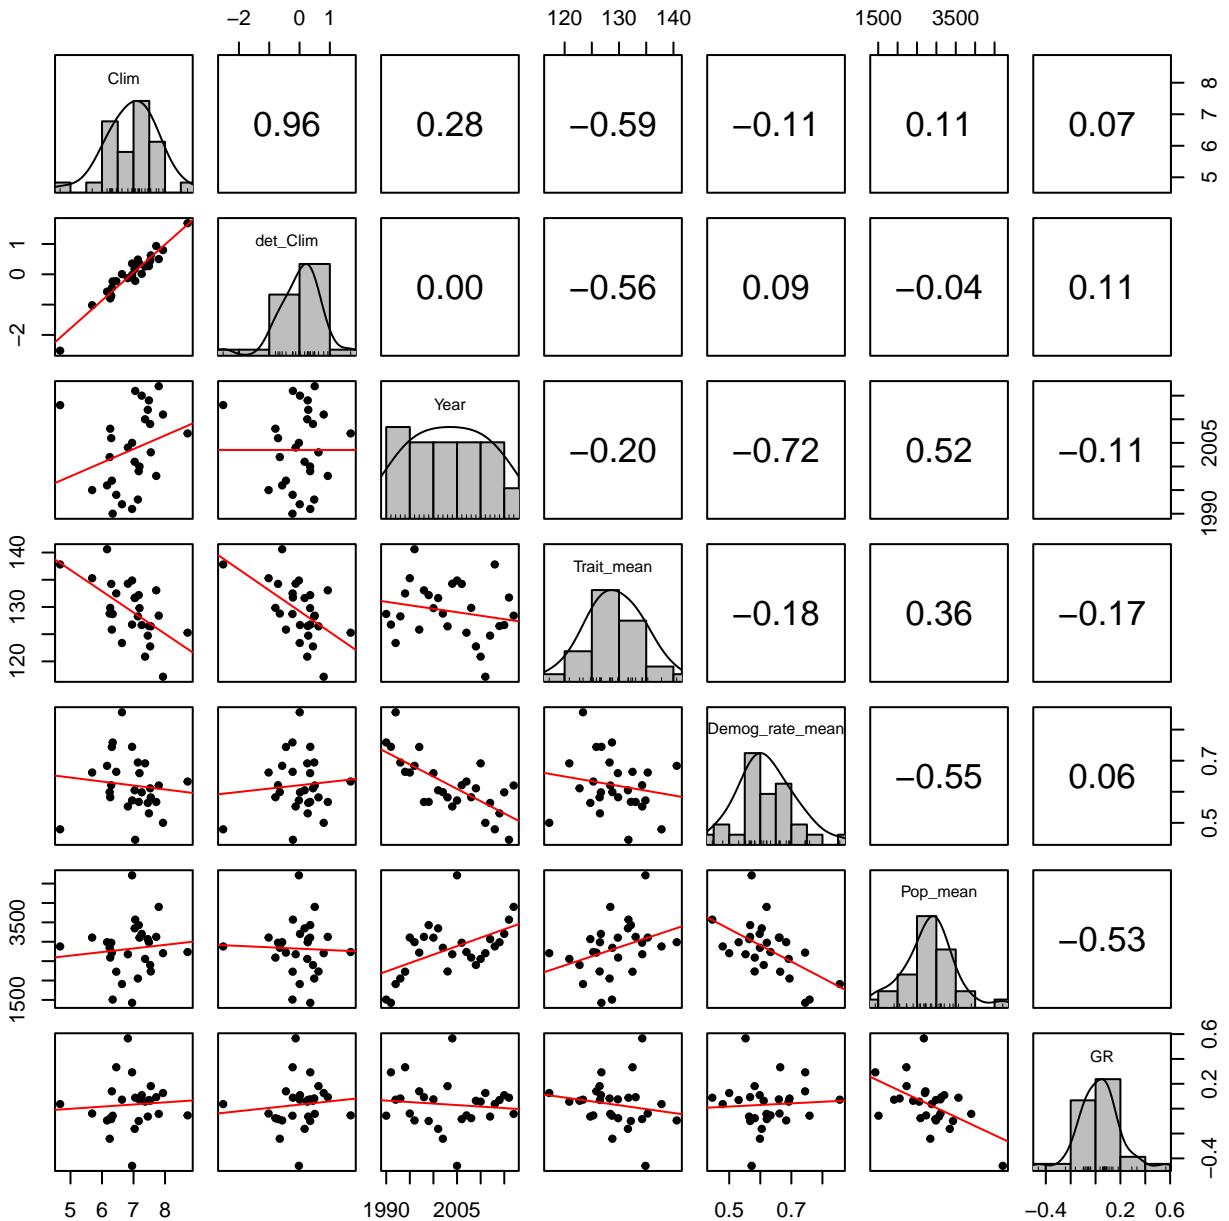 −2 0 1 120 130 140 1500 3500
Clim 0.96 0.28 −0.59 −0.11 0.11 0.07 5 6 7 8
−2 0 1 det_Clim 0.00 −0.56 0.09 −0.04 0.11
Year −0.20 −0.72 0.52 −0.11 1990 2005
120 130 140 Trait_mean −0.18 0.36 −0.17
Demog_rate_mean −0.55 0.06 0.5 0.7
1500 3500 Pop_mean −0.53
GR −0.4 0.2 0.6
5 6 7 8 1990 2005 0.5 0.7 −0.4 0.2 0.6